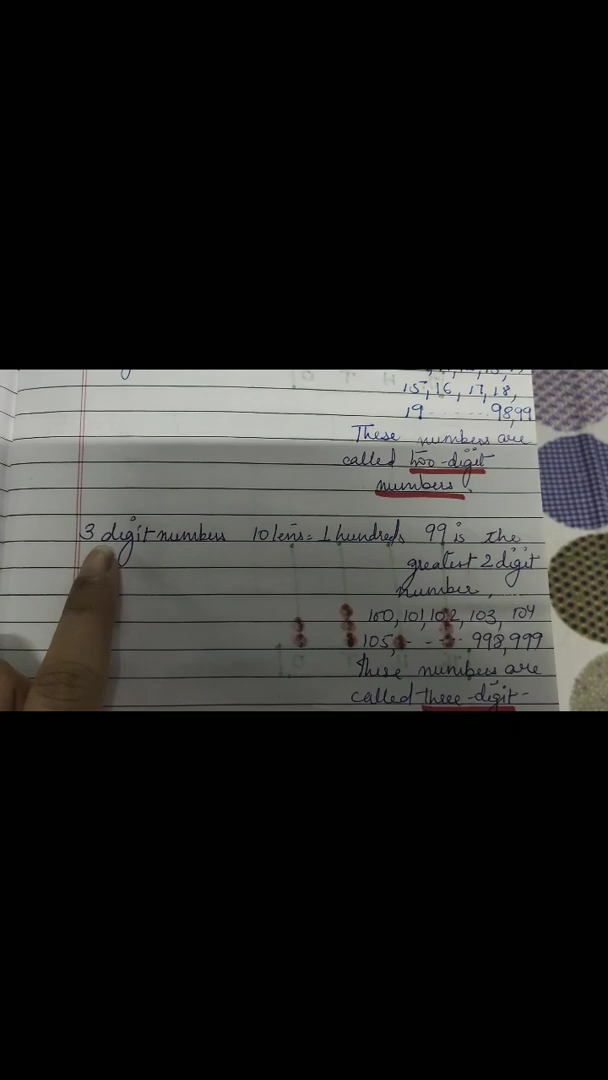 15, 16, 17, 18,
19 ...... 98, 99
These numbers are
called two-digit
numbers.
3 digit numbers 10 tens = 1 hundreds 99 is the
greatest 2 digit
number.
100, 101, 102, 103, 104
105, ...... 998, 999
These numbers are
called three-digit-